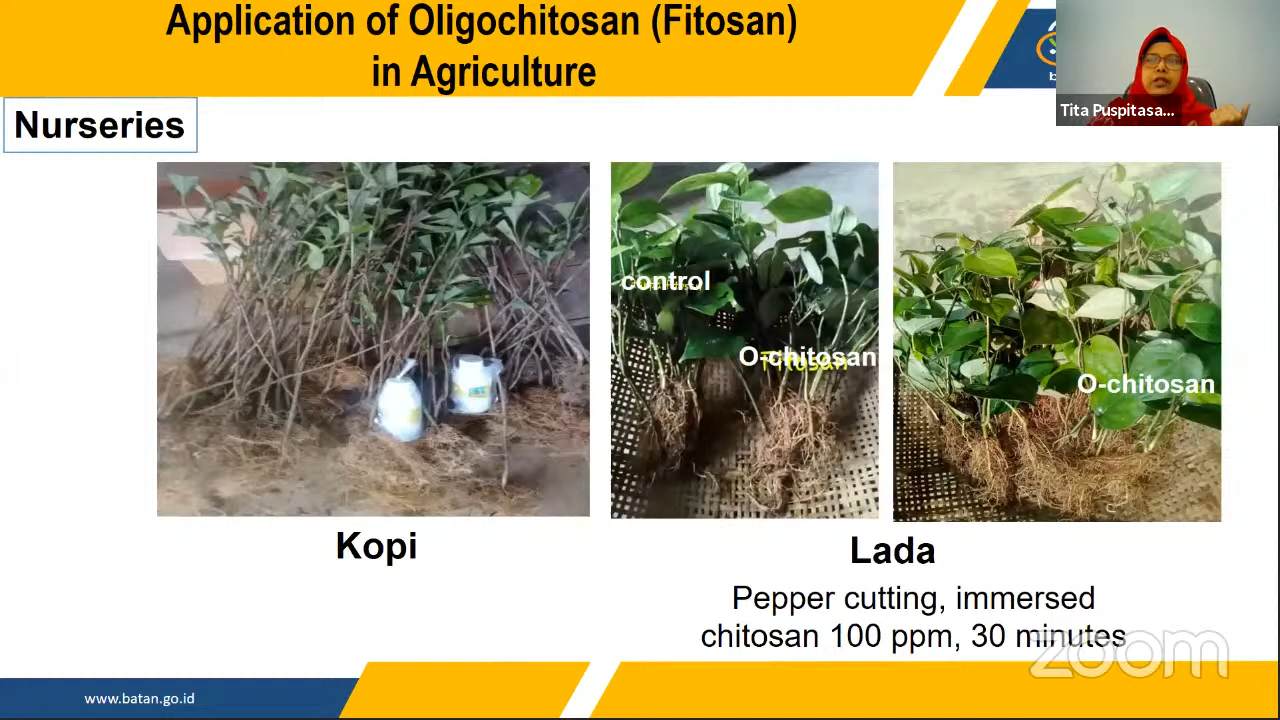 Application of Oligochitosan (Fitosan)
in Agriculture
Tita Puspitasa...
Nurseries
control
O-chitosan
Fitosan
O-chitosan
Kopi
Lada
Pepper cutting, immersed
chitosan 100 ppm, 30 minutes
zoom
www.batan.go.id